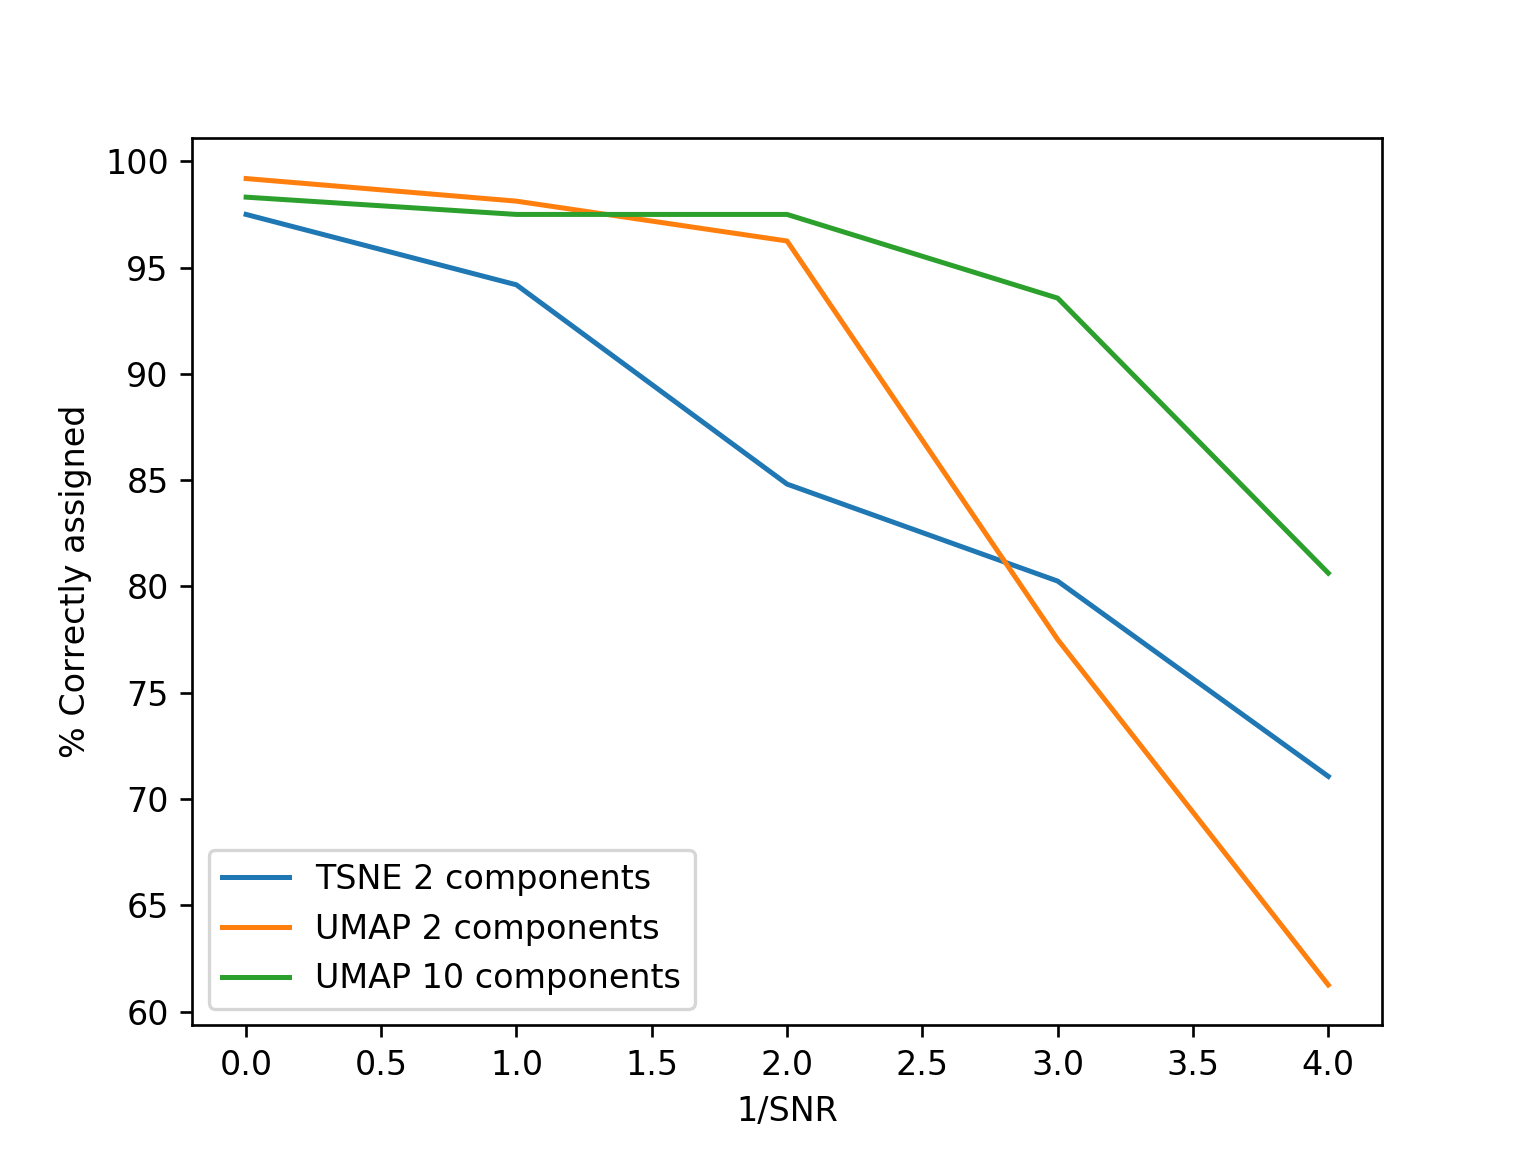 100
95
90
85
80
75
70
65
60
% Correctly assigned
TSNE 2 components
UMAP 2 components
UMAP 10 components
0.0 0.5 1.0 1.5 2.0 2.5 3.0 3.5 4.0
1/SNR